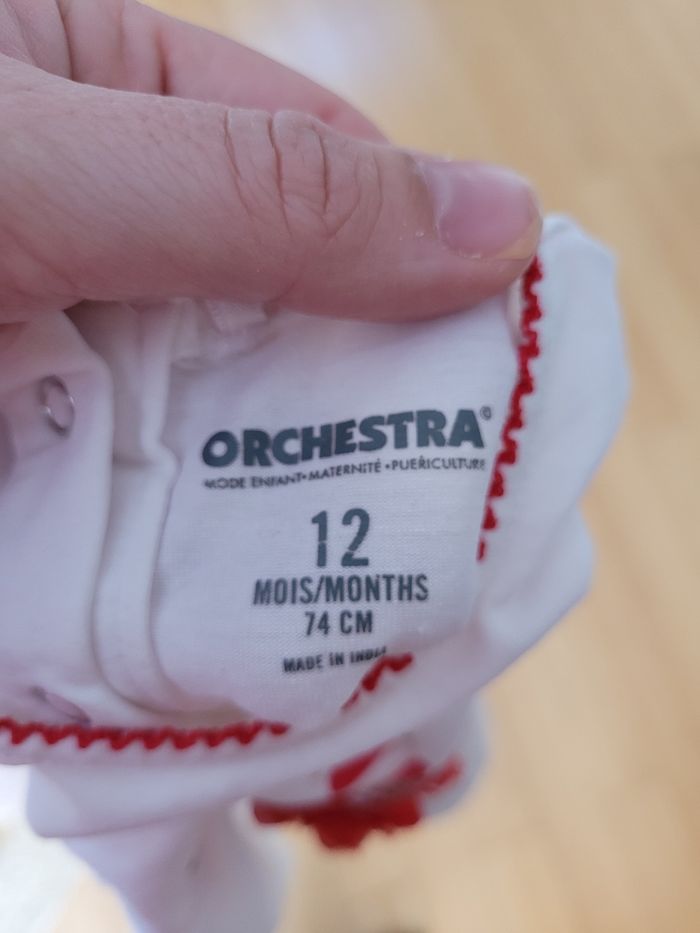 ORCHESTRA©
MODE ENFANT•MATERNITÉ•PUÉRICULTURE
12
MOIS/MONTHS
74 CM
MADE IN INDIA